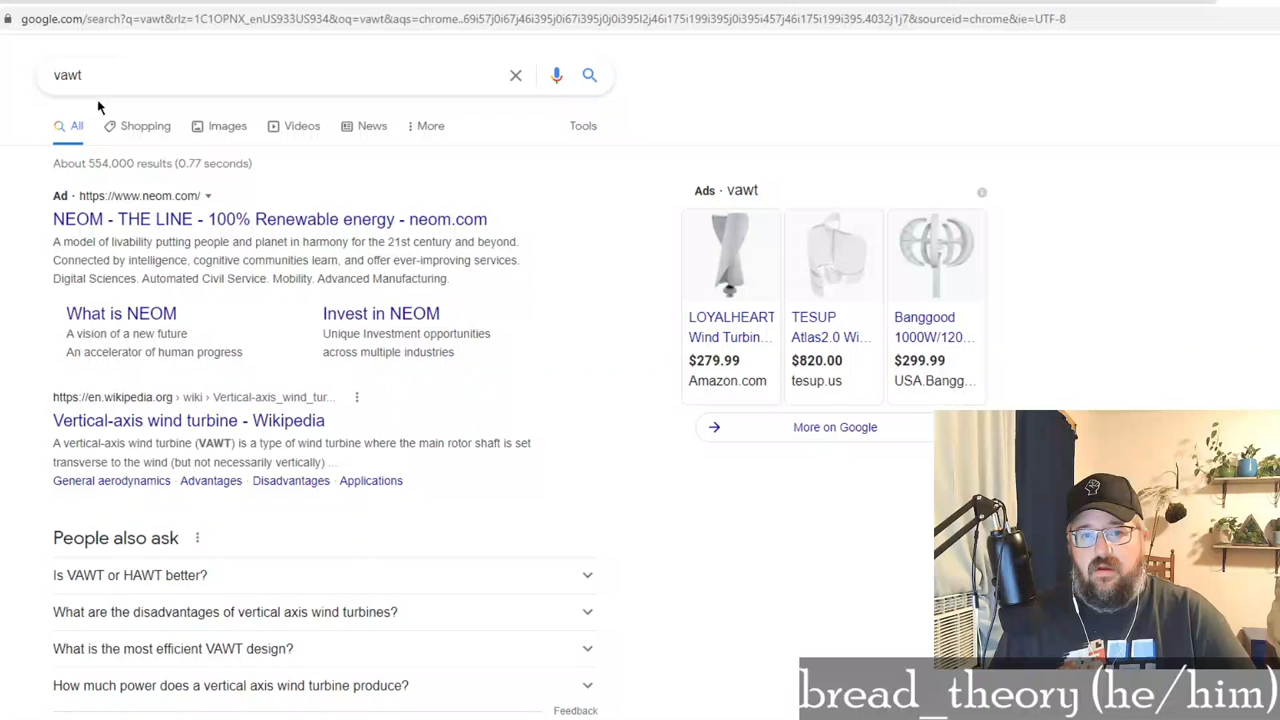 google.com/search?q=vawt&rlz=1C1OPNX_enUS933US934&oq=vawt&aqs=chrome..69i57j0i67i46i395j0i67i395j0j0i395l2j46i175i199i395j0i395i457j46i175i199i395.4032j1j7&sourceid=chrome&ie=UTF-8
vawt
All
Shopping
Images
Videos
News
More
Tools
About 554,000 results (0.77 seconds)
Ad · https://www.neom.com/
NEOM - THE LINE - 100% Renewable energy - neom.com
A model of livability putting people and planet in harmony for the 21st century and beyond.
Connected by intelligence, cognitive communities learn, and offer ever-improving services.
Digital Sciences. Automated Civil Service. Mobility. Advanced Manufacturing.
What is NEOM
A vision of a new future
An accelerator of human progress
Invest in NEOM
Unique Investment opportunities
across multiple industries
https://en.wikipedia.org › wiki › Vertical-axis_wind_tur...
Vertical-axis wind turbine - Wikipedia
A vertical-axis wind turbine (VAWT) is a type of wind turbine where the main rotor shaft is set
transverse to the wind (but not necessarily vertically) ...
General aerodynamics · Advantages · Disadvantages · Applications
People also ask
Is VAWT or HAWT better?
What are the disadvantages of vertical axis wind turbines?
What is the most efficient VAWT design?
How much power does a vertical axis wind turbine produce?
Feedback
Ads · vawt
LOYALHEART
Wind Turbin...
$279.99
Amazon.com
TESUP
Atlas2.0 Wi...
$820.00
tesup.us
Banggood
1000W/120...
$299.99
USA.Bangg...
More on Google
bread_theory (he/him)